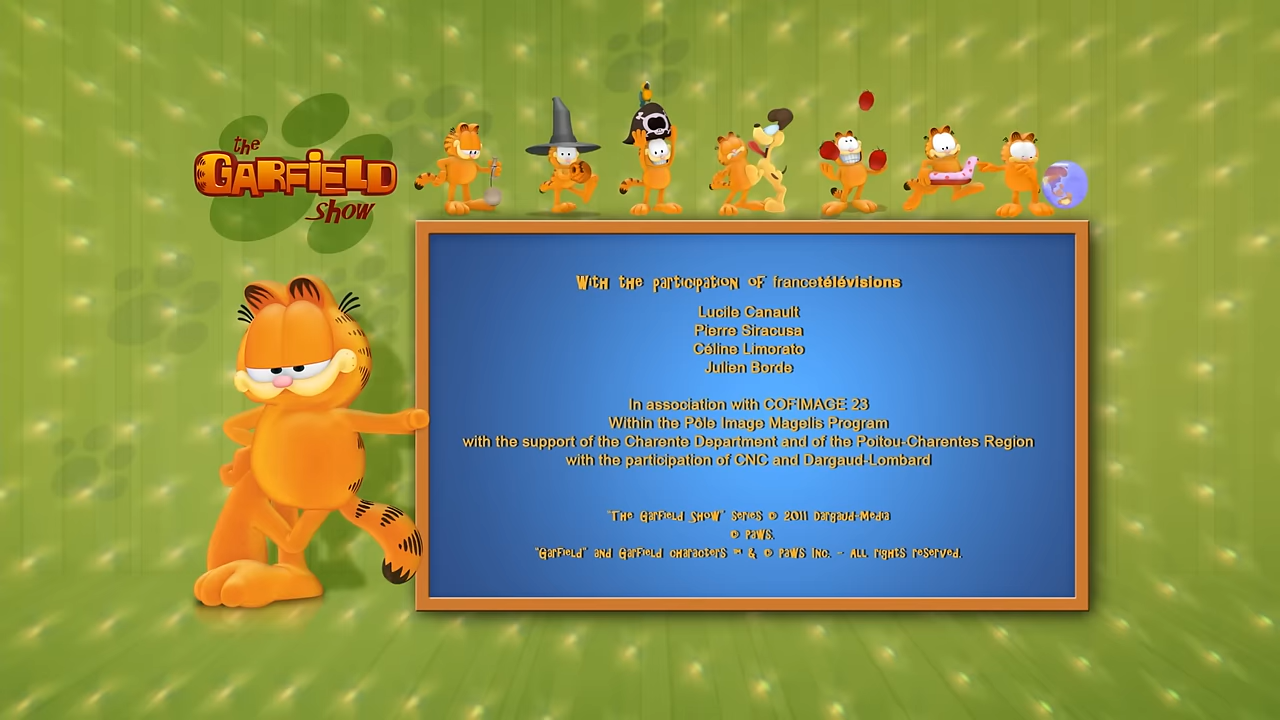 the
GARFIELD
show
With the participation of francetélévisions
Lucile Canault
Pierre Siracusa
Céline Limorato
Julien Borde
In association with COFIMAGE 23
Within the Pôle Image Magelis Program
with the support of the Charente Department and of the Poitou-Charentes Region
with the participation of CNC and Dargaud-Lombard
"The Garfield Show" series © 2011 Dargaud-Media
© PAWS.
"Garfield" and Garfield characters ™ & © PAWS INC. - All rights reserved.